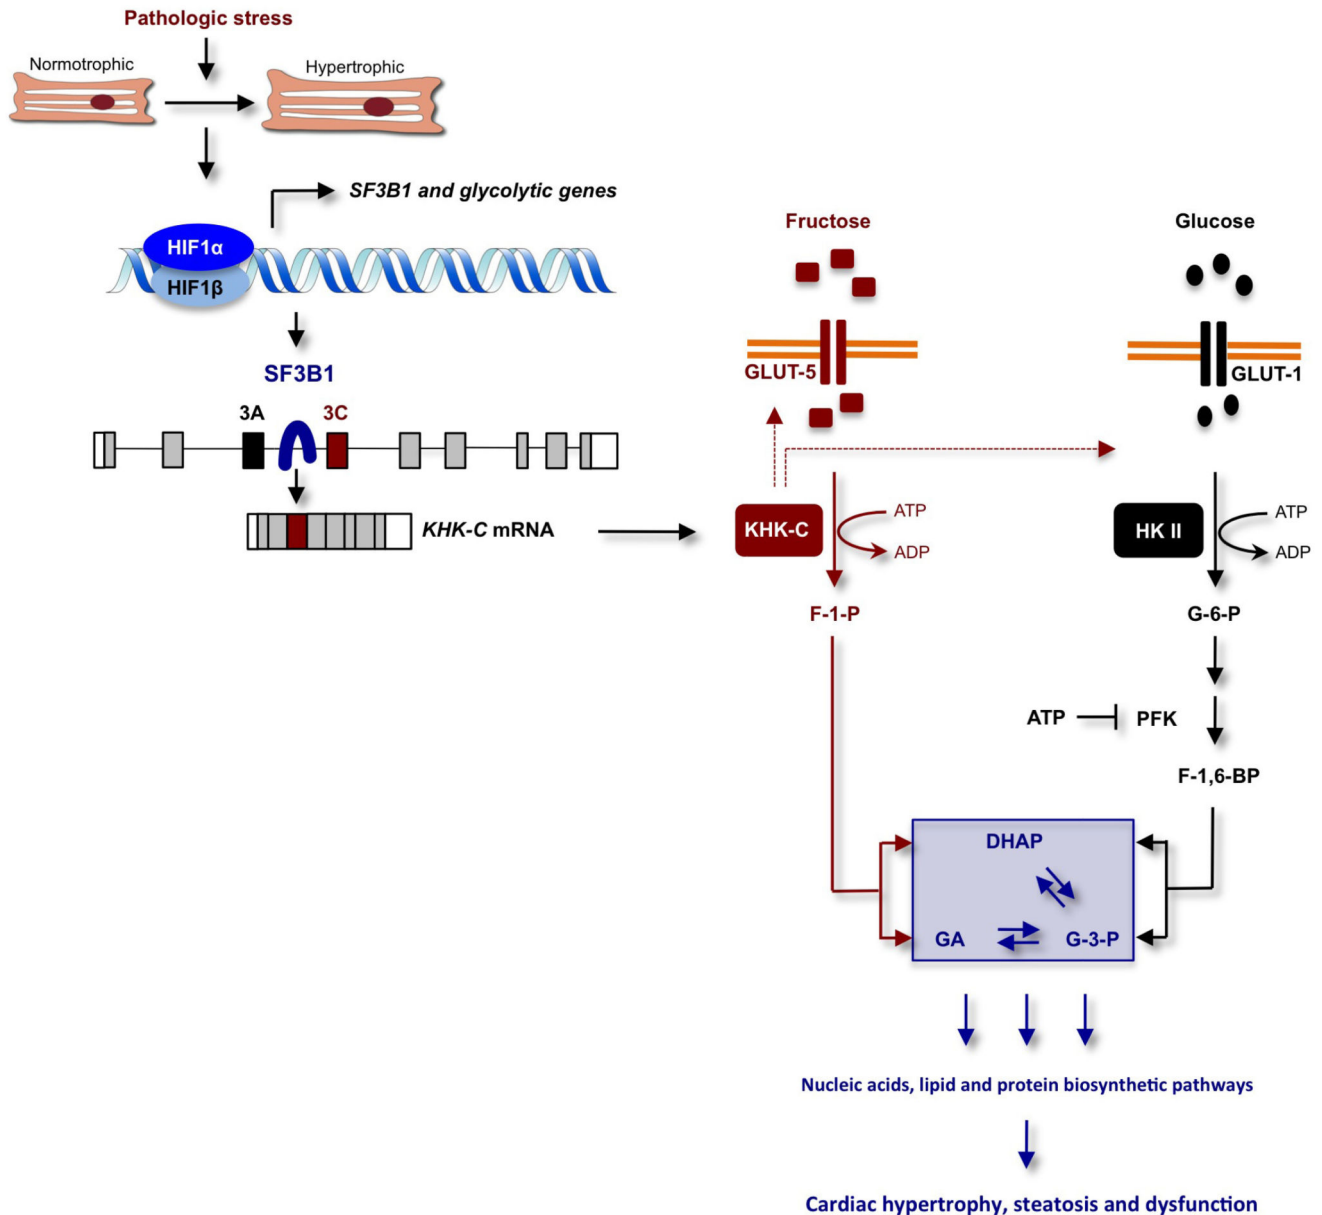 Pathologic stress
Normotrophic
Hypertrophic
SF3B1 and glycolytic genes
HIF1α
HIF1β
SF3B1
3A
3C
KHK-C mRNA
Fructose
Glucose
GLUT-5
GLUT-1
KHK-C
ATP
ADP
HK II
ATP
ADP
F-1-P
G-6-P
ATP
PFK
F-1,6-BP
DHAP
GA
G-3-P
Nucleic acids, lipid and protein biosynthetic pathways
Cardiac hypertrophy, steatosis and dysfunction